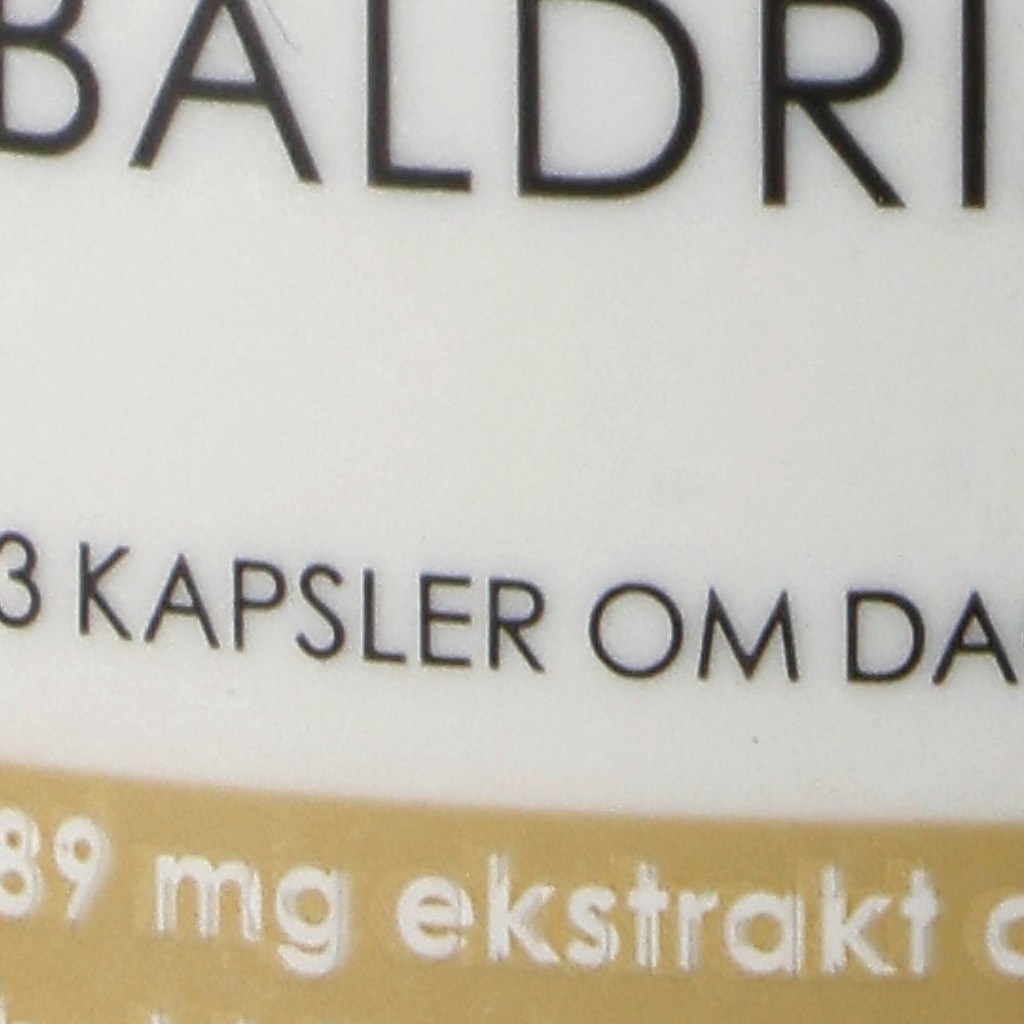 BALDRI
3 KAPSLER OM DA
89 mg ekstrakt